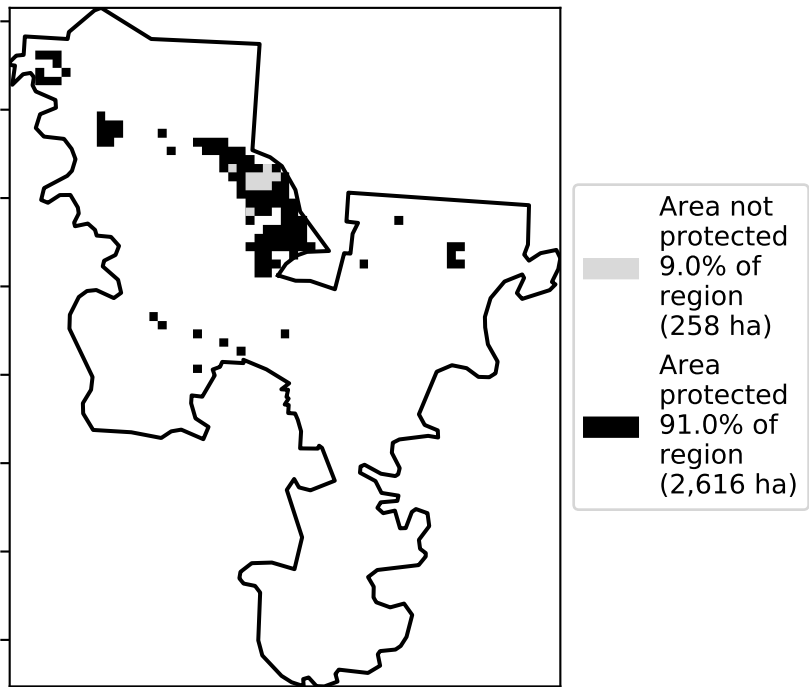 Area not
protected
9.0% of
region
(258 ha)
Area
protected
91.0% of
region
(2,616 ha)